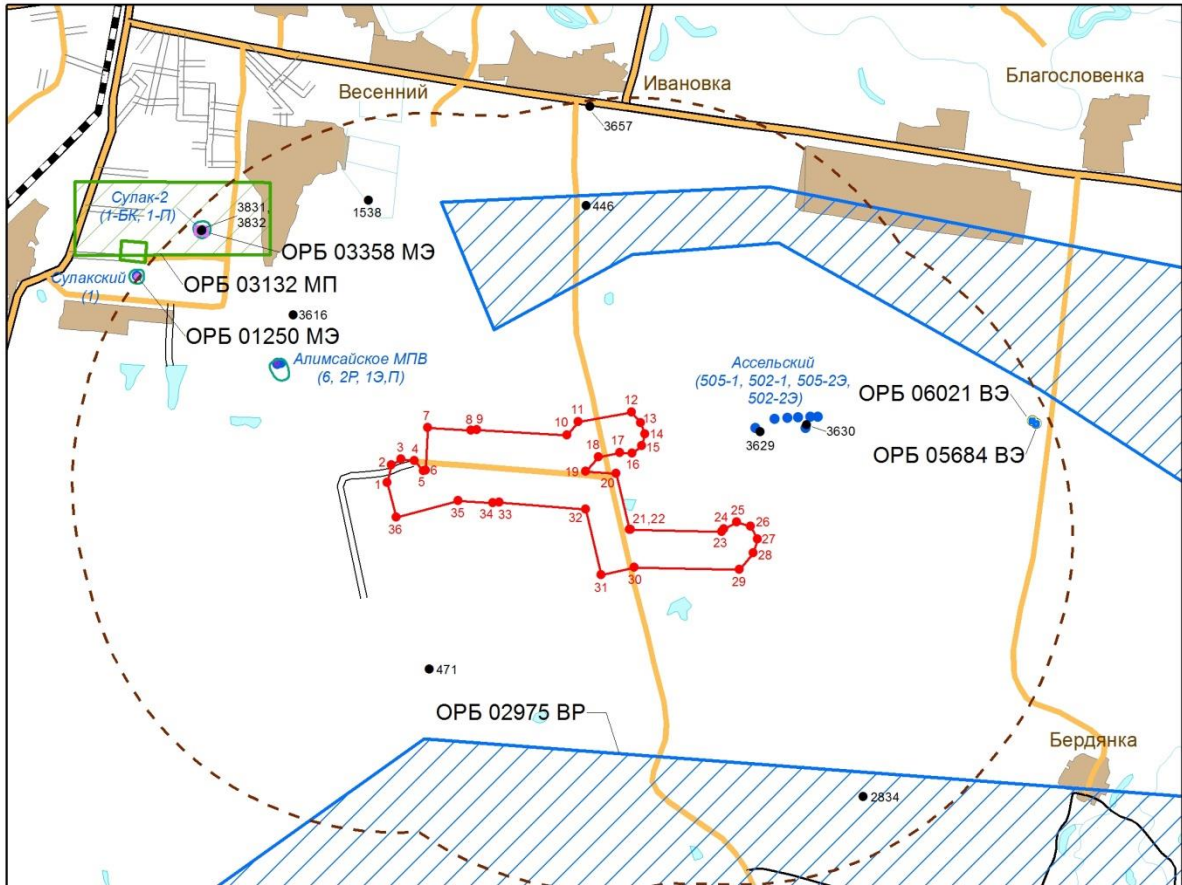 Весенний
Ивановка
Благословенка
3657
Сулак-2
(1-БК, 1-П)
3831,
3832
1538
446
ОРБ 03358 МЭ
Сулакский
(1)
ОРБ 03132 МП
3616
ОРБ 01250 МЭ
Алимсайское МПВ
(6, 2Р, 1Э,П)
Ассельский
(505-1, 502-1, 505-2Э,
502-2Э)
ОРБ 06021 ВЭ
3629
3630
ОРБ 05684 ВЭ
7
8
9
10
11
12
13
14
15
16
17
18
19
20
1
2
3
4
5
6
36
35
34
33
32
21,22
24
23
25
26
27
28
29
30
31
471
ОРБ 02975 ВР
Бердянка
2834